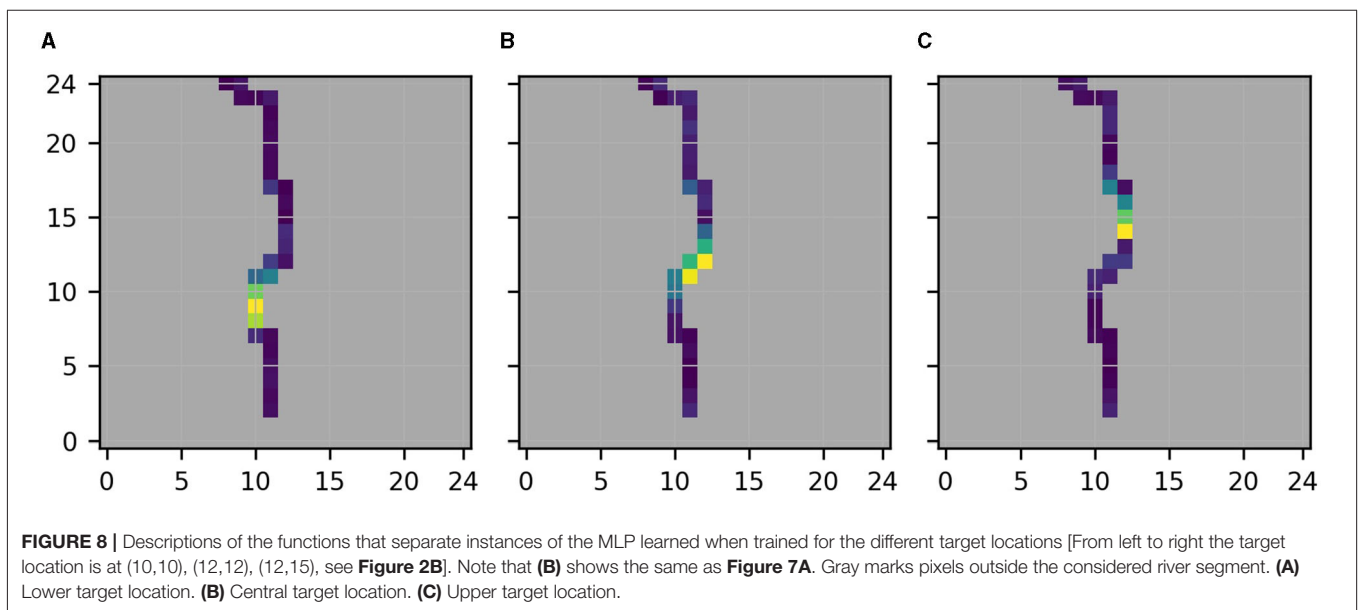 A
B
C
24
20
15
10
5
0
0 5 10 15 20 24
0 5 10 15 20 24
0 5 10 15 20 24
FIGURE 8 | Descriptions of the functions that separate instances of the MLP learned when trained for the different target locations [From left to right the target
location is at (10,10), (12,12), (12,15), see Figure 2B]. Note that (B) shows the same as Figure 7A. Gray marks pixels outside the considered river segment. (A)
Lower target location. (B) Central target location. (C) Upper target location.